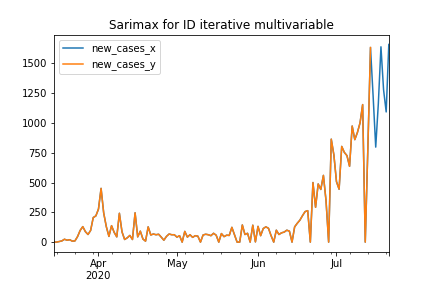 Sarimax for ID iterative multivariable
new_cases_x
new_cases_y
1500
1250
1000
750
500
250
0
Apr
2020
May
Jun
Jul